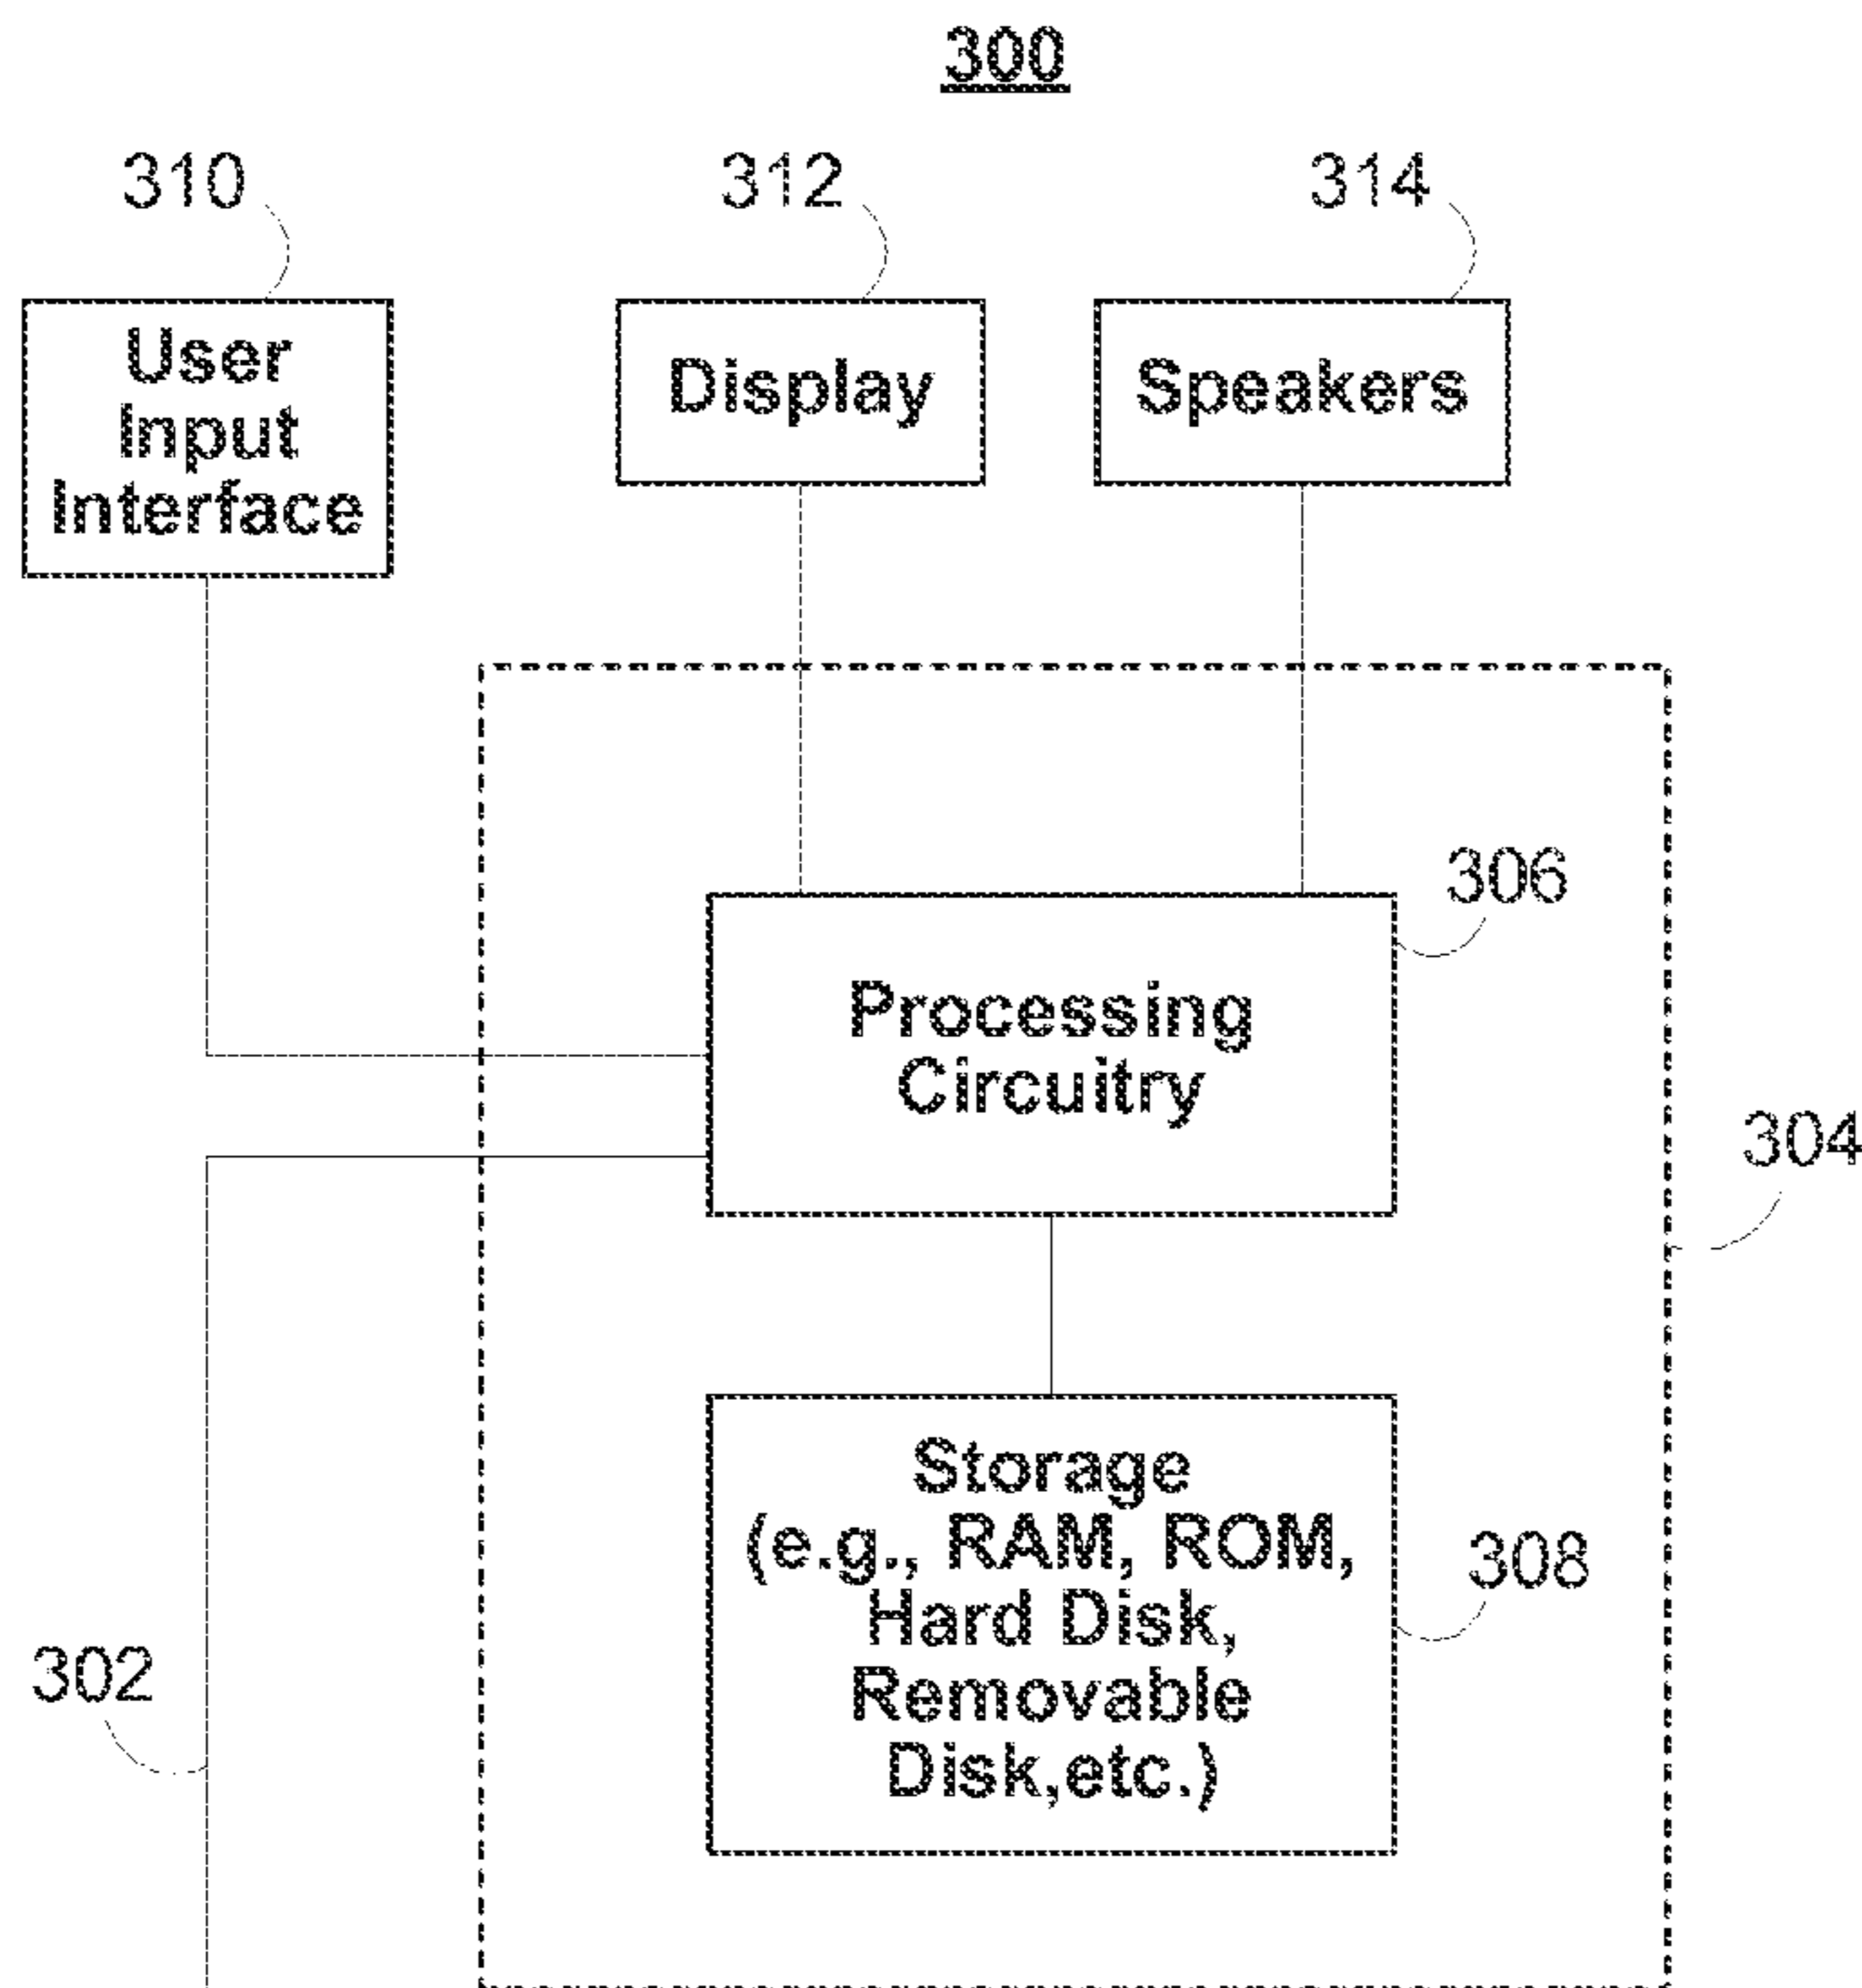 300
310
312
314
User
Input
Interface
Display
Speakers
306
Processing
Circuitry
304
Storage
(e.g., RAM, ROM,
Hard Disk,
Removable
Disk,etc.)
308
302